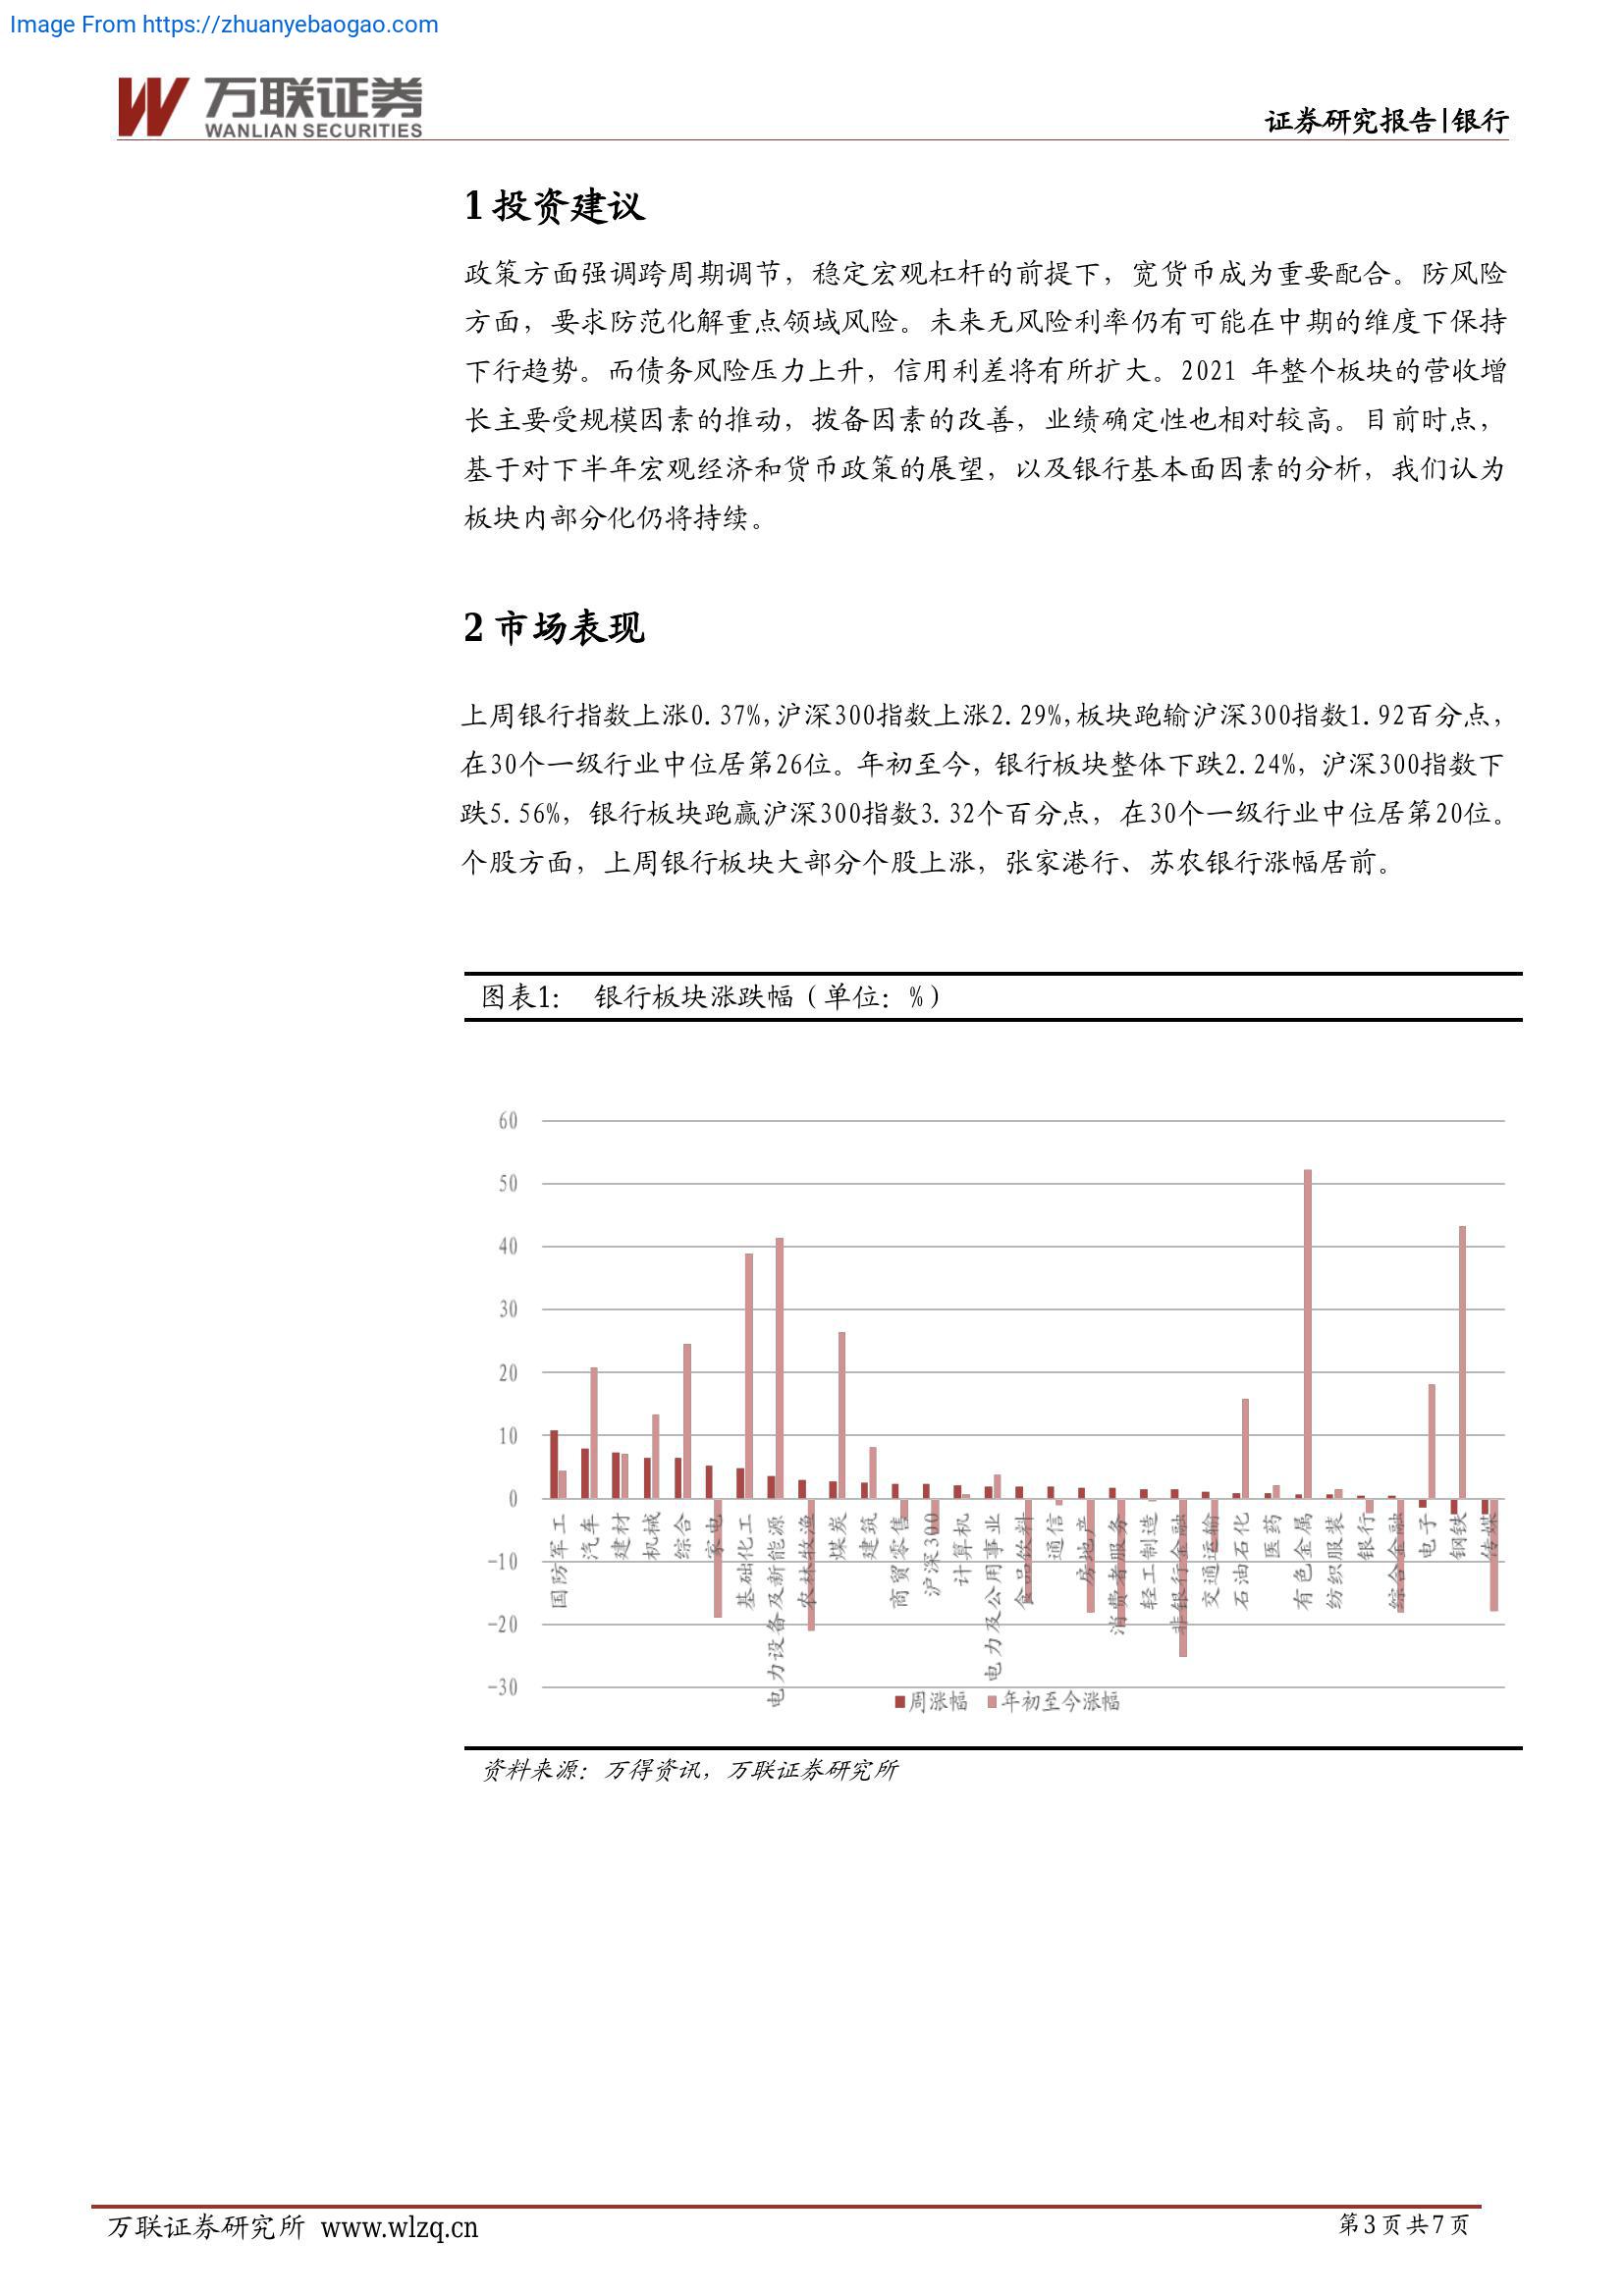 Image From https://zhuanyebaogao.com
万联证券
WANLIAN SECURITIES
证券研究报告|银行
1 投资建议
政策方面强调跨周期调节，稳定宏观杠杆的前提下，宽货币成为重要配合。防风险
方面，要求防范化解重点领域风险。未来无风险利率仍有可能在中期的维度下保持
下行趋势。而债务风险压力上升，信用利差将有所扩大。2021 年整个板块的营收增
长主要受规模因素的推动，拨备因素的改善，业绩确定性也相对较高。目前时点，
基于对下半年宏观经济和货币政策的展望，以及银行基本面因素的分析，我们认为
板块内部分化仍将持续。
2 市场表现
上周银行指数上涨0.37%,沪深300指数上涨2.29%,板块跑输沪深300指数1.92百分点，
在30个一级行业中位居第26位。年初至今，银行板块整体下跌2.24%，沪深300指数下
跌5.56%，银行板块跑赢沪深300指数3.32个百分点，在30个一级行业中位居第20位。
个股方面，上周银行板块大部分个股上涨，张家港行、苏农银行涨幅居前。
图表1： 银行板块涨跌幅（单位：%）
60
50
40
30
20
10
0
-10
-20
-30
国防军工
汽车
建材
机械
综合
家电
基础化工
电力设备及新能源
农林牧渔
煤炭
建筑
商贸零售
沪深300
计算机
电力及公用事业
食品饮料
通信
房地产
消费者服务
轻工制造
非银行金融
交通运输
石油石化
医药
有色金属
纺织服装
银行
综合金融
电子
钢铁
传媒
周涨幅 年初至今涨幅
资料来源：万得资讯，万联证券研究所
万联证券研究所 www.wlzq.cn
第3页共7页